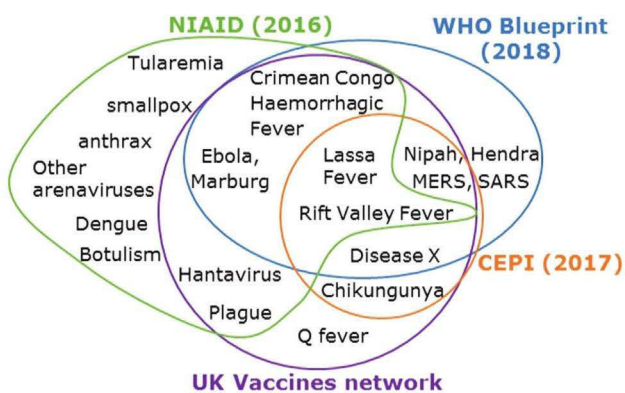 NIAID (2016)
WHO Blueprint
(2018)
Tularemia
Crimean Congo
Haemorrhagic
Fever
smallpox
anthrax
Other
arenaviruses
Ebola,
Marburg
Lassa
Fever
Nipah, Hendra
MERS, SARS
Rift Valley Fever
Dengue
Botulism
Disease X
CEPI (2017)
Hantavirus
Chikungunya
Plague
Q fever
UK Vaccines network